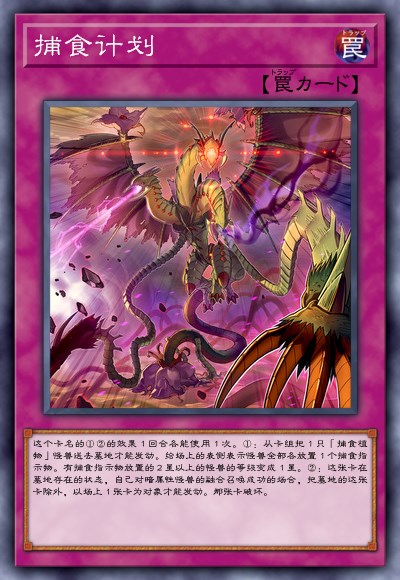 捕食计划
罠
トラップ
【罠カード】
トラップ
这个卡名的①②的效果1回合各能使用1次。①：从卡组把1只「捕食植
物」怪兽送去墓地才能发动。给场上的表侧表示怪兽全部各放置1个捕食指
示物。有捕食指示物放置的2星以上的怪兽的等级变成1星。②：这张卡在
墓地存在的状态，自己对暗属性怪兽的融合召唤成功的场合，把墓地的这张
卡除外，以场上1张卡为对象才能发动。那张卡破坏。